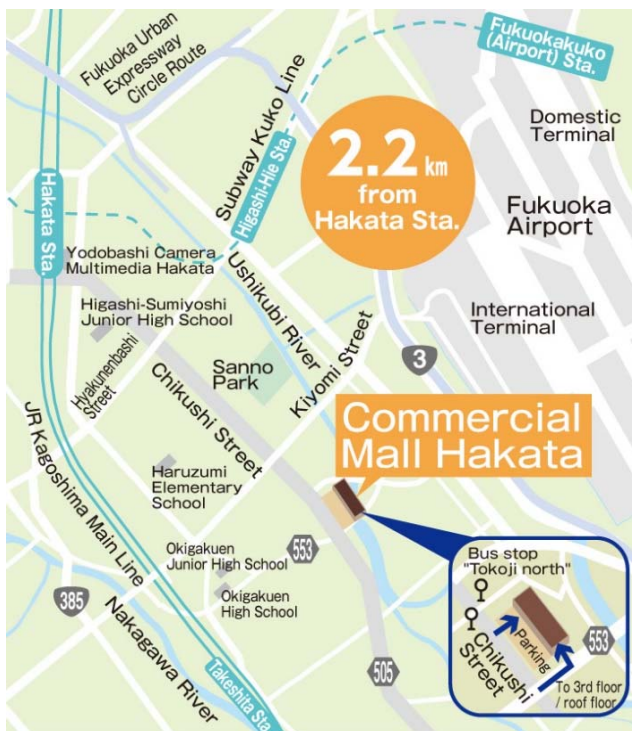 Fukuokakuko
(Airport) Sta.
Fukuoka Urban
Expressway
Circle Route
Subway Kuko Line
Domestic
Terminal
2.2 km
from
Hakata Sta.
Higashi-Hie Sta.
Hakata Sta.
Fukuoka
Airport
Yodobashi Camera
Multimedia Hakata
Ushikubi River
Higashi-Sumiyoshi
Junior High School
International
Terminal
Kiyomi Street
3
Sanno
Park
Hyakunenbashi
Street
Chikushi Street
Commercial
Mall Hakata
JR Kagoshima Main Line
Haruzumi
Elementary
School
553
Okigakuen
Junior High School
Bus stop
"Tokoji north"
385
Okigakuen
High School
Nakagawa River
Chikushi
Street
Parking
553
505
Takeshita Sta.
To 3rd floor
/ roof floor